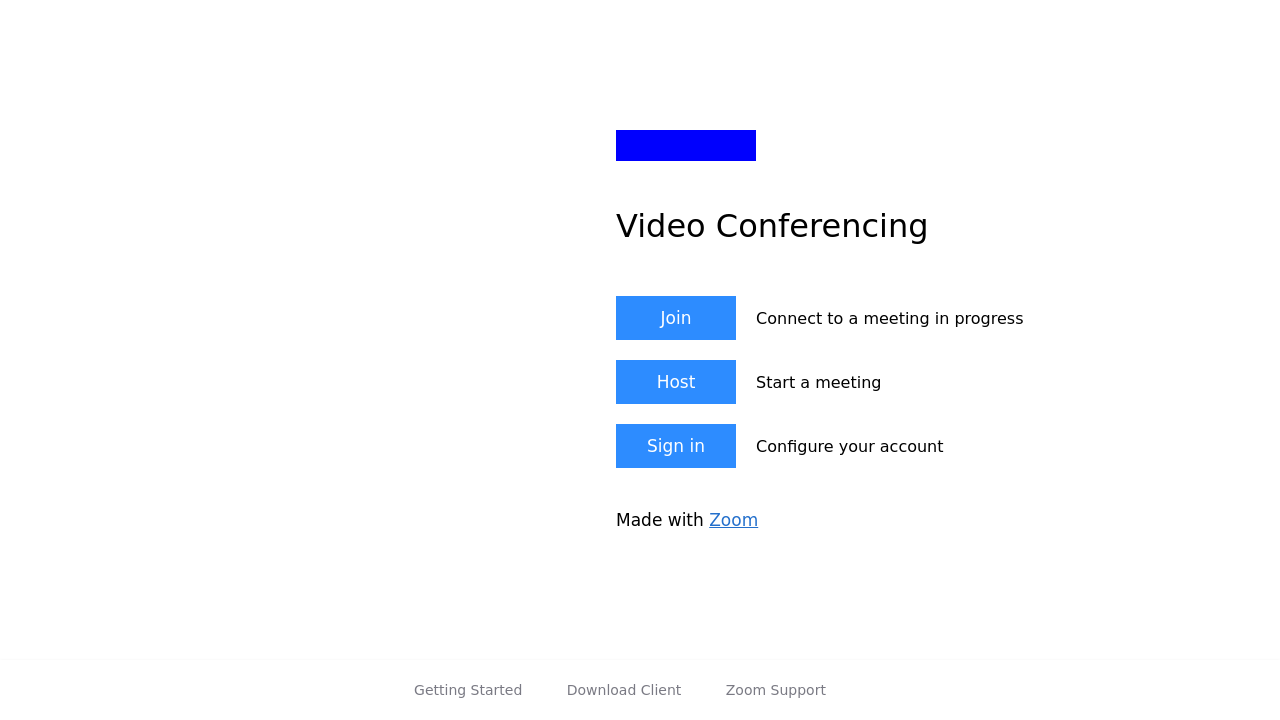 Video Conferencing
Join Connect to a meeting in progress
Host Start a meeting
Sign in Configure your account
Made with Zoom
Getting Started Download Client Zoom Support